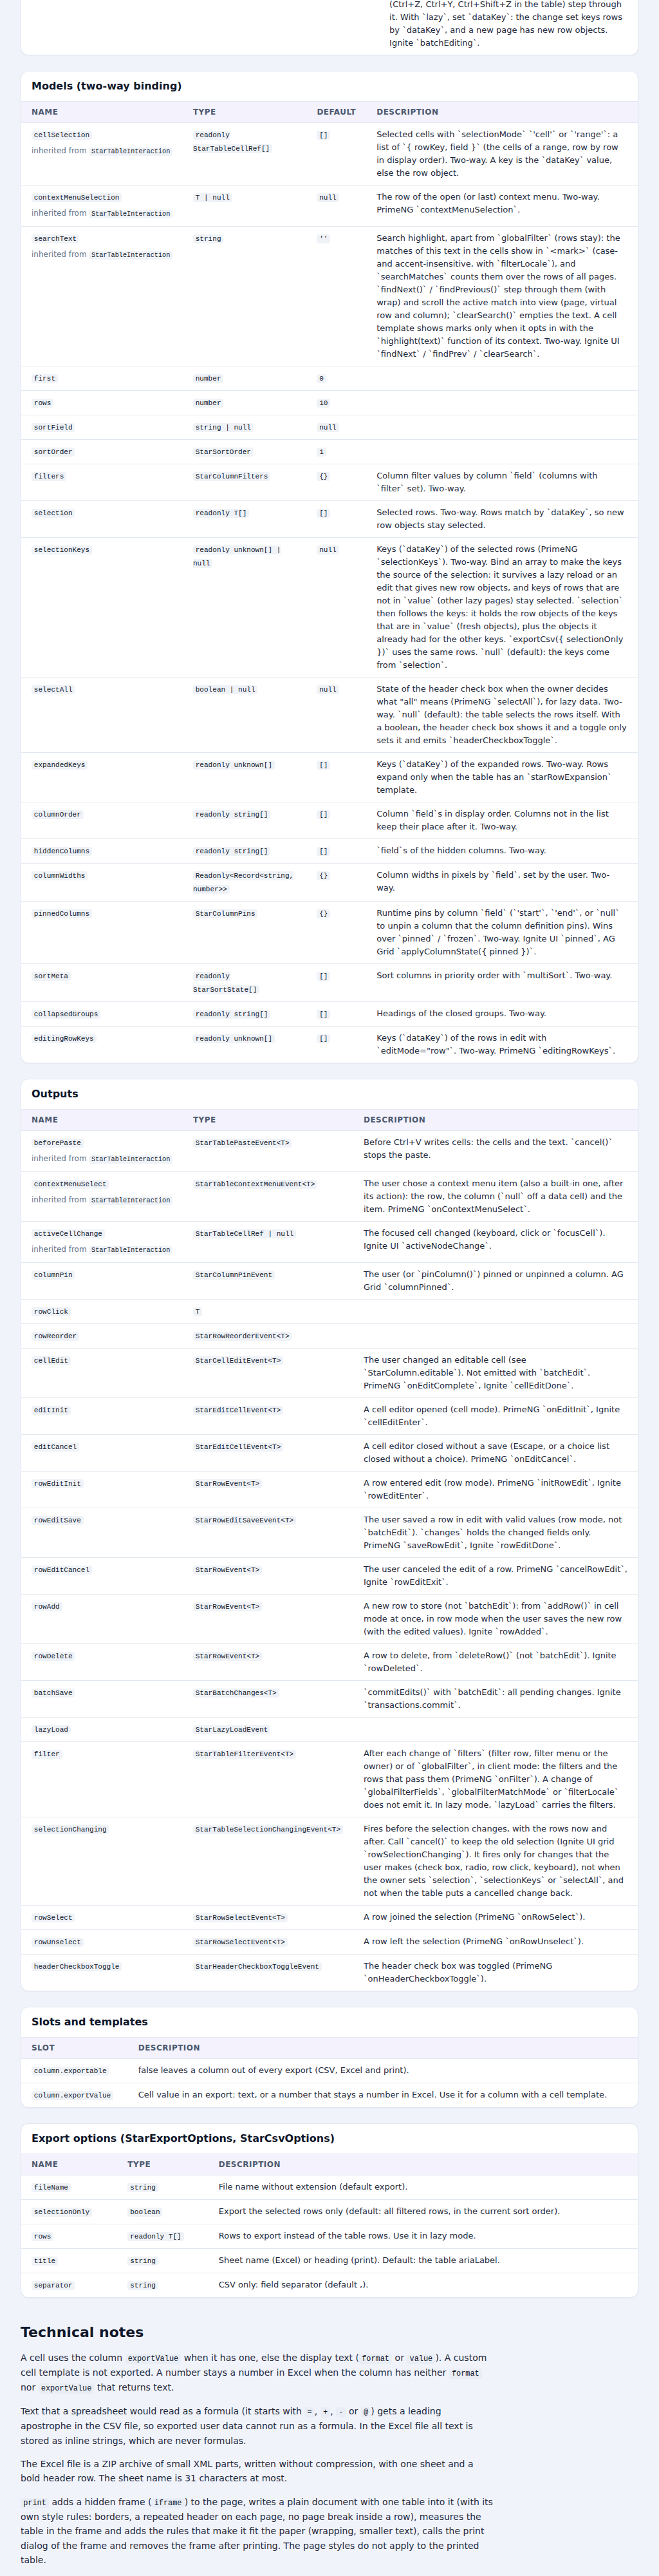 (Ctrl+Z, Ctrl+Y, Ctrl+Shift+Z in the table) step through
it. With `lazy`, set `dataKey`: the change set keys rows
by `dataKey`, and a new page has new row objects.
Ignite `batchEditing`.
Models (two-way binding)
NAME TYPE DEFAULT DESCRIPTION
cellSelection readonly [] Selected cells with `selectionMode` `'cell'` or `'range'`: a
inherited from StarTableInteraction StarTableCellRef[] list of `{ rowKey, field }` (the cells of a range, row by row
in display order). Two-way. A key is the `dataKey` value,
else the row object.
contextMenuSelection T | null null The row of the open (or last) context menu. Two-way.
inherited from StarTableInteraction PrimeNG `contextMenuSelection`.
searchText string '' Search highlight, apart from `globalFilter` (rows stay): the
inherited from StarTableInteraction matches of this text in the cells show in `<mark>` (case-
and accent-insensitive, with `filterLocale`), and
`searchMatches` counts them over the rows of all pages.
`findNext()` / `findPrevious()` step through them (with
wrap) and scroll the active match into view (page, virtual
row and column); `clearSearch()` empties the text. A cell
template shows marks only when it opts in with the
`highlight(text)` function of its context. Two-way. Ignite UI
`findNext` / `findPrev` / `clearSearch`.
first number 0
rows number 10
sortField string | null null
sortOrder StarSortOrder 1
filters StarColumnFilters {} Column filter values by column `field` (columns with
`filter` set). Two-way.
selection readonly T[] [] Selected rows. Two-way. Rows match by `dataKey`, so new
row objects stay selected.
selectionKeys readonly unknown[] | null Keys (`dataKey`) of the selected rows (PrimeNG
null `selectionKeys`). Two-way. Bind an array to make the keys
the source of the selection: it survives a lazy reload or an
edit that gives new row objects, and keys of rows that are
not in `value` (other lazy pages) stay selected. `selection`
then follows the keys: it holds the row objects of the keys
that are in `value` (fresh objects), plus the objects it
already had for the other keys. `exportCsv({ selectionOnly
})` uses the same rows. `null` (default): the keys come
from `selection`.
selectAll boolean | null null State of the header check box when the owner decides
what "all" means (PrimeNG `selectAll`), for lazy data. Two-
way. `null` (default): the table selects the rows itself. With
a boolean, the header check box shows it and a toggle only
sets it and emits `headerCheckboxToggle`.
expandedKeys readonly unknown[] [] Keys (`dataKey`) of the expanded rows. Two-way. Rows
expand only when the table has an `starRowExpansion`
template.
columnOrder readonly string[] [] Column `field`s in display order. Columns not in the list
keep their place after it. Two-way.
hiddenColumns readonly string[] [] `field`s of the hidden columns. Two-way.
columnWidths Readonly<Record<string, {} Column widths in pixels by `field`, set by the user. Two-
number>> way.
pinnedColumns StarColumnPins {} Runtime pins by column `field` (`'start'`, `'end'`, or `null`
to unpin a column that the column definition pins). Wins
over `pinned` / `frozen`. Two-way. Ignite UI `pinned`, AG
Grid `applyColumnState({ pinned })`.
sortMeta readonly [] Sort columns in priority order with `multiSort`. Two-way.
StarSortState[]
collapsedGroups readonly string[] [] Headings of the closed groups. Two-way.
editingRowKeys readonly unknown[] [] Keys (`dataKey`) of the rows in edit with
`editMode="row"`. Two-way. PrimeNG `editingRowKeys`.
Outputs
NAME TYPE DESCRIPTION
beforePaste StarTablePasteEvent<T> Before Ctrl+V writes cells: the cells and the text. `cancel()`
inherited from StarTableInteraction stops the paste.
contextMenuSelect StarTableContextMenuEvent<T> The user chose a context menu item (also a built-in one, after
inherited from StarTableInteraction its action): the row, the column (`null` off a data cell) and the
item. PrimeNG `onContextMenuSelect`.
activeCellChange StarTableCellRef | null The focused cell changed (keyboard, click or `focusCell`).
inherited from StarTableInteraction Ignite UI `activeNodeChange`.
columnPin StarColumnPinEvent The user (or `pinColumn()`) pinned or unpinned a column. AG
Grid `columnPinned`.
rowClick T
rowReorder StarRowReorderEvent<T>
cellEdit StarCellEditEvent<T> The user changed an editable cell (see
`StarColumn.editable`). Not emitted with `batchEdit`.
PrimeNG `onEditComplete`, Ignite `cellEditDone`.
editInit StarEditCellEvent<T> A cell editor opened (cell mode). PrimeNG `onEditInit`, Ignite
`cellEditEnter`.
editCancel StarEditCellEvent<T> A cell editor closed without a save (Escape, or a choice list
closed without a choice). PrimeNG `onEditCancel`.
rowEditInit StarRowEvent<T> A row entered edit (row mode). PrimeNG `initRowEdit`, Ignite
`rowEditEnter`.
rowEditSave StarRowEditSaveEvent<T> The user saved a row in edit with valid values (row mode, not
`batchEdit`). `changes` holds the changed fields only.
PrimeNG `saveRowEdit`, Ignite `rowEditDone`.
rowEditCancel StarRowEvent<T> The user canceled the edit of a row. PrimeNG `cancelRowEdit`,
Ignite `rowEditExit`.
rowAdd StarRowEvent<T> A new row to store (not `batchEdit`): from `addRow()` in cell
mode at once, in row mode when the user saves the new row
(with the edited values). Ignite `rowAdded`.
rowDelete StarRowEvent<T> A row to delete, from `deleteRow()` (not `batchEdit`). Ignite
`rowDeleted`.
batchSave StarBatchChanges<T> `commitEdits()` with `batchEdit`: all pending changes. Ignite
`transactions.commit`.
lazyLoad StarLazyLoadEvent
filter StarTableFilterEvent<T> After each change of `filters` (filter row, filter menu or the
owner) or of `globalFilter`, in client mode: the filters and the
rows that pass them (PrimeNG `onFilter`). A change of
`globalFilterFields`, `globalFilterMatchMode` or `filterLocale`
does not emit it. In lazy mode, `lazyLoad` carries the filters.
selectionChanging StarTableSelectionChangingEvent<T> Fires before the selection changes, with the rows now and
after. Call `cancel()` to keep the old selection (Ignite UI grid
`rowSelectionChanging`). It fires only for changes that the
user makes (check box, radio, row click, keyboard), not when
the owner sets `selection`, `selectionKeys` or `selectAll`, and
not when the table puts a cancelled change back.
rowSelect StarRowSelectEvent<T> A row joined the selection (PrimeNG `onRowSelect`).
rowUnselect StarRowSelectEvent<T> A row left the selection (PrimeNG `onRowUnselect`).
headerCheckboxToggle StarHeaderCheckboxToggleEvent The header check box was toggled (PrimeNG
`onHeaderCheckboxToggle`).
Slots and templates
SLOT DESCRIPTION
column.exportable false leaves a column out of every export (CSV, Excel and print).
column.exportValue Cell value in an export: text, or a number that stays a number in Excel. Use it for a column with a cell template.
Export options (StarExportOptions, StarCsvOptions)
NAME TYPE DESCRIPTION
fileName string File name without extension (default export).
selectionOnly boolean Export the selected rows only (default: all filtered rows, in the current sort order).
rows readonly T[] Rows to export instead of the table rows. Use it in lazy mode.
title string Sheet name (Excel) or heading (print). Default: the table ariaLabel.
separator string CSV only: field separator (default ,).
Technical notes
A cell uses the column exportValue when it has one, else the display text ( format or value ). A custom
cell template is not exported. A number stays a number in Excel when the column has neither format
nor exportValue that returns text.
Text that a spreadsheet would read as a formula (it starts with = , + , - or @ ) gets a leading
apostrophe in the CSV file, so exported user data cannot run as a formula. In the Excel file all text is
stored as inline strings, which are never formulas.
The Excel file is a ZIP archive of small XML parts, written without compression, with one sheet and a
bold header row. The sheet name is 31 characters at most.
print adds a hidden frame ( iframe ) to the page, writes a plain document with one table into it (with its
own style rules: borders, a repeated header on each page, no page break inside a row), measures the
table in the frame and adds the rules that make it fit the paper (wrapping, smaller text), calls the print
dialog of the frame and removes the frame after printing. The page styles do not apply to the printed
table.